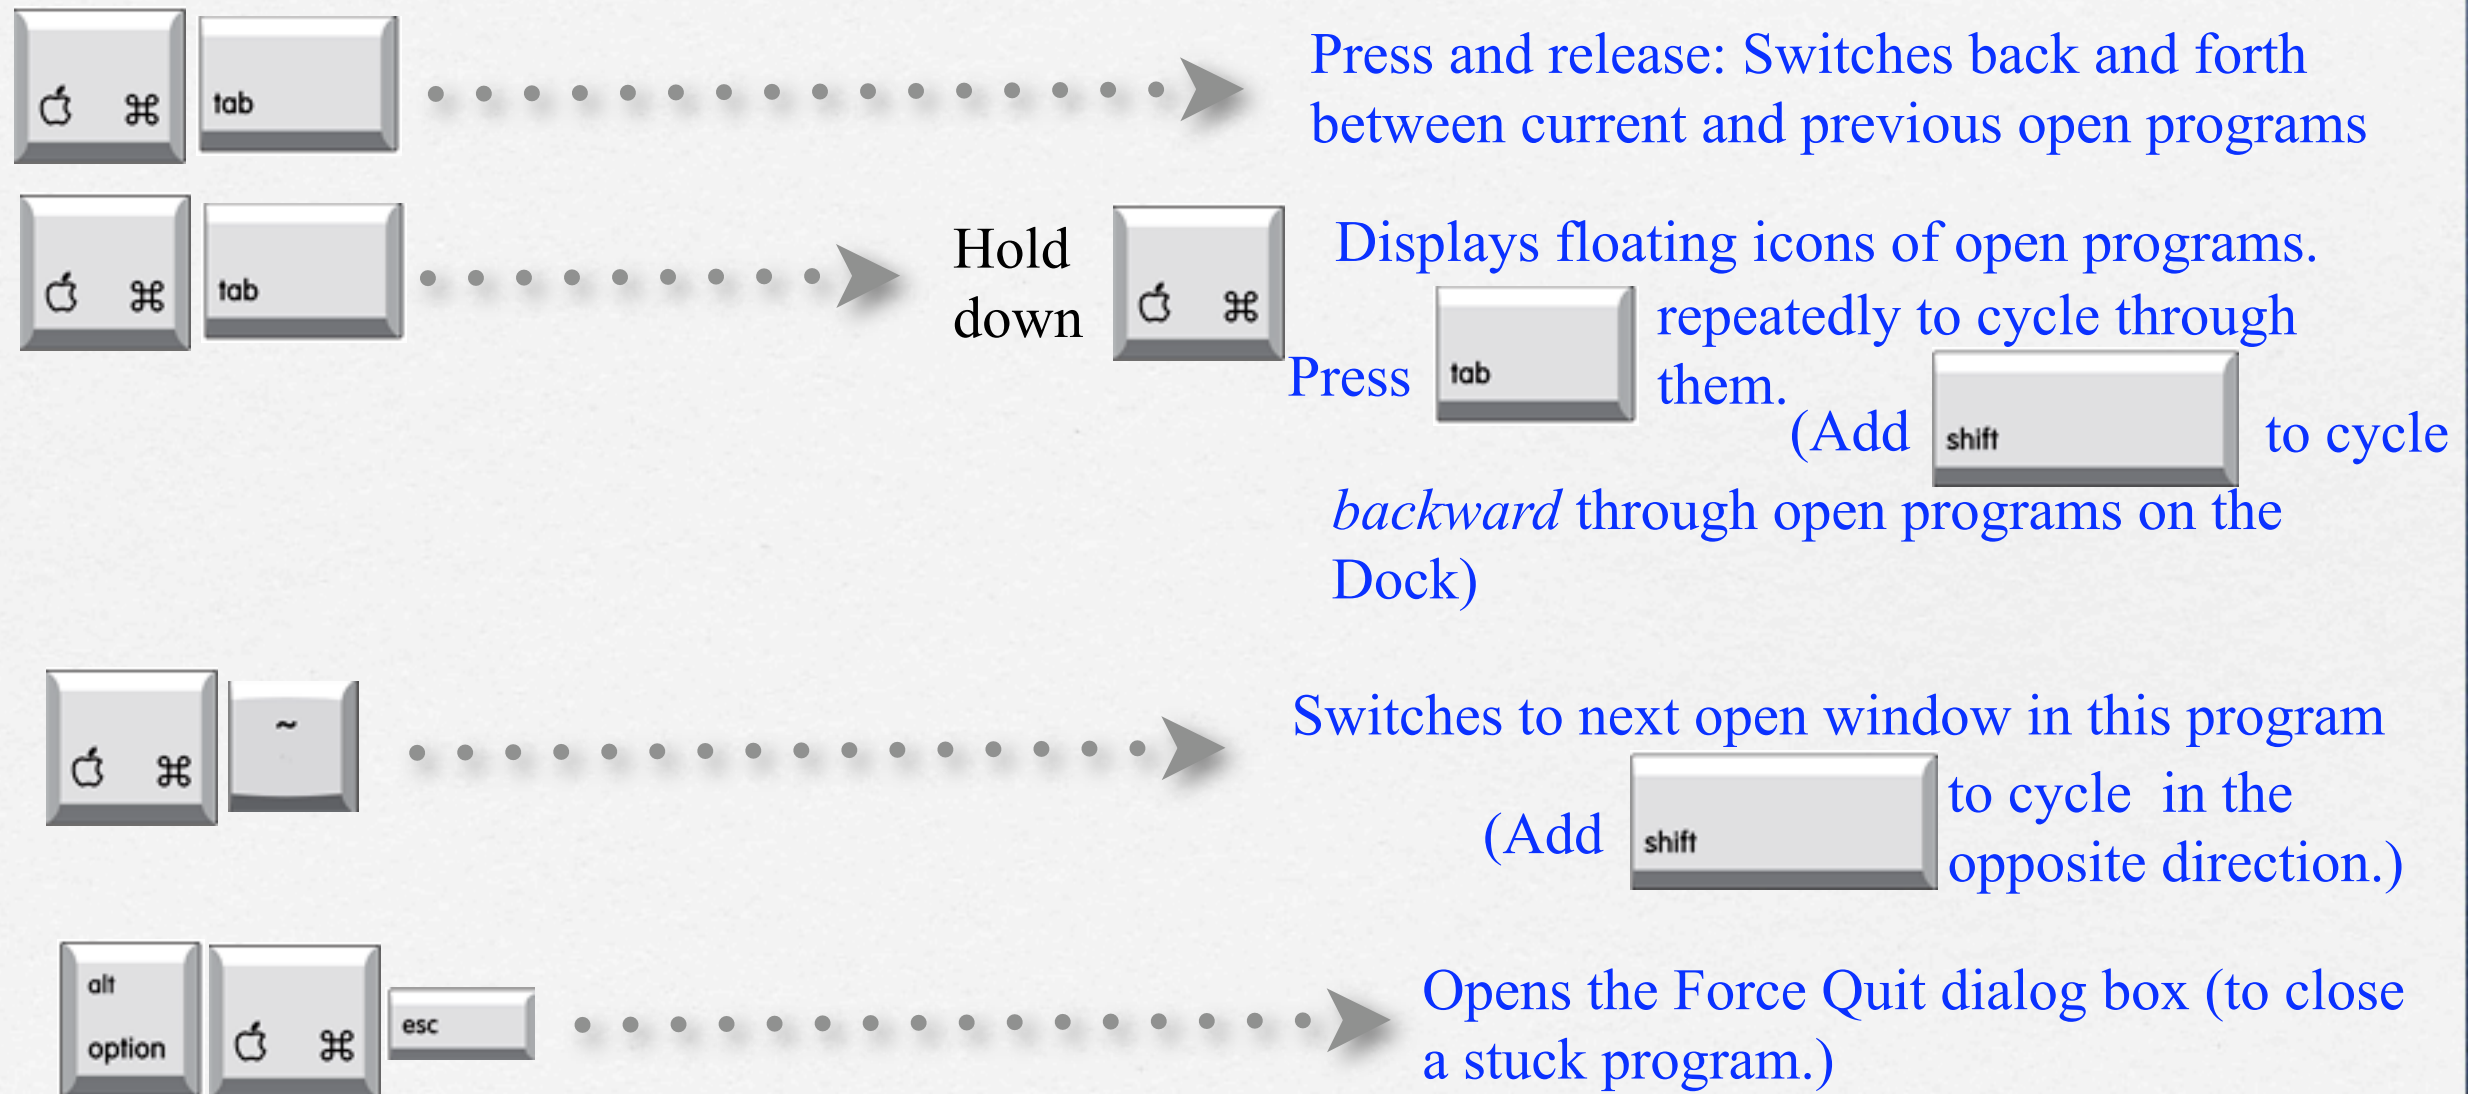 ⌘
tab
Press and release: Switches back and forth
between current and previous open programs
⌘
tab
Hold
down
⌘
Displays floating icons of open programs.
Press
tab
repeatedly to cycle through
them.
(Add
shift
to cycle
backward through open programs on the
Dock)
⌘
~
Switches to next open window in this program
(Add
shift
to cycle  in the
opposite direction.)
alt
option
⌘
esc
Opens the Force Quit dialog box (to close
a stuck program.)